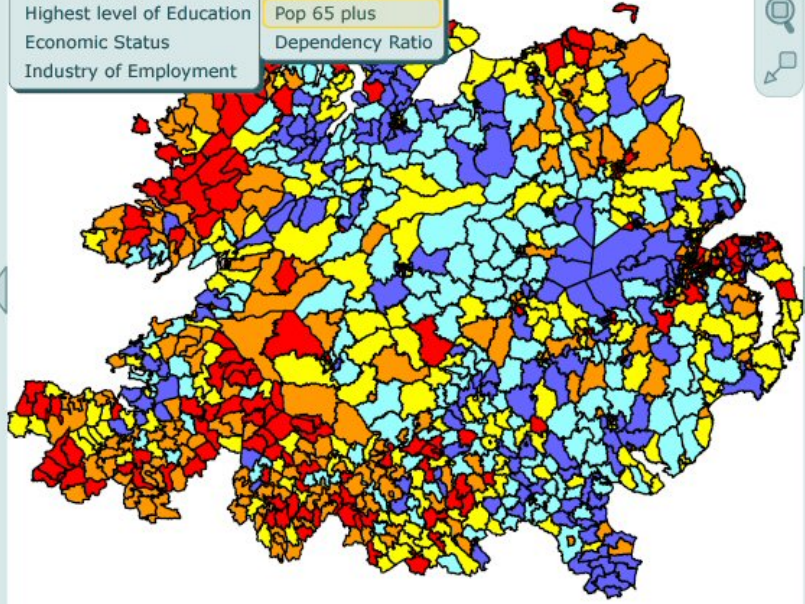 Highest level of Education
Economic Status
Industry of Employment
Pop 65 plus
Dependency Ratio